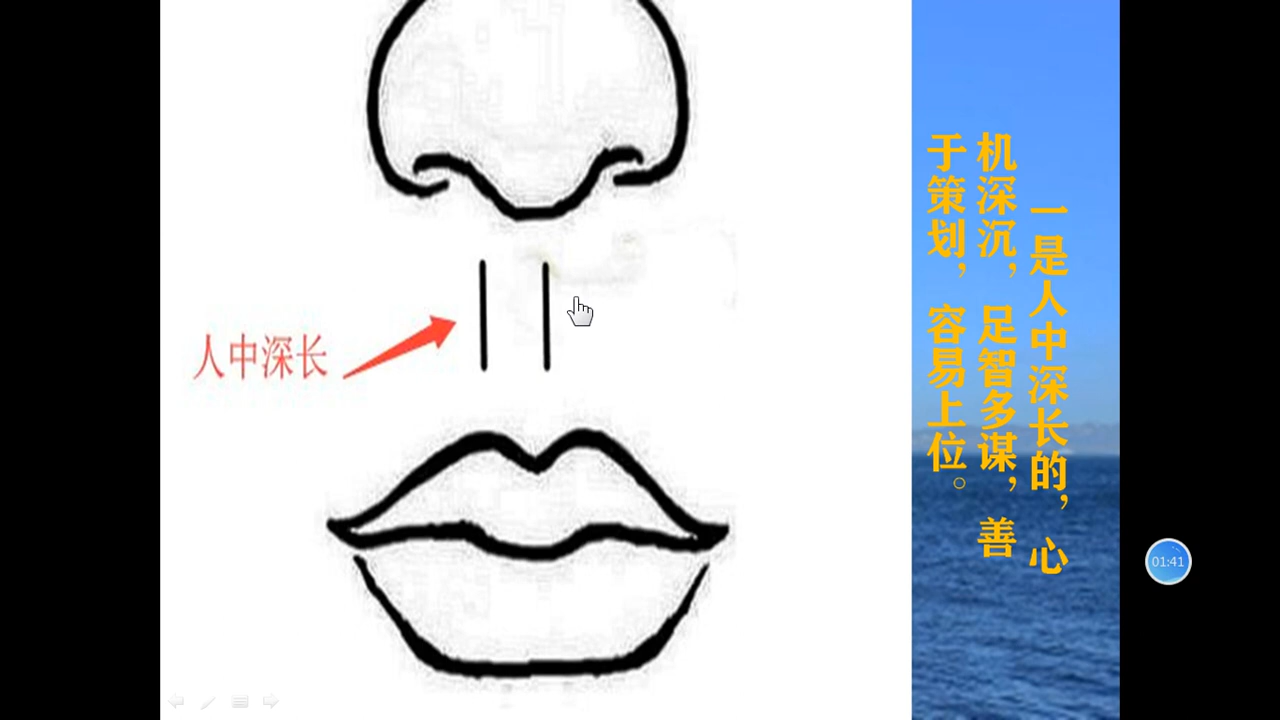 人中深长
一是人中深长的，心
机深沉，足智多谋，善
于策划，容易上位。
01:41